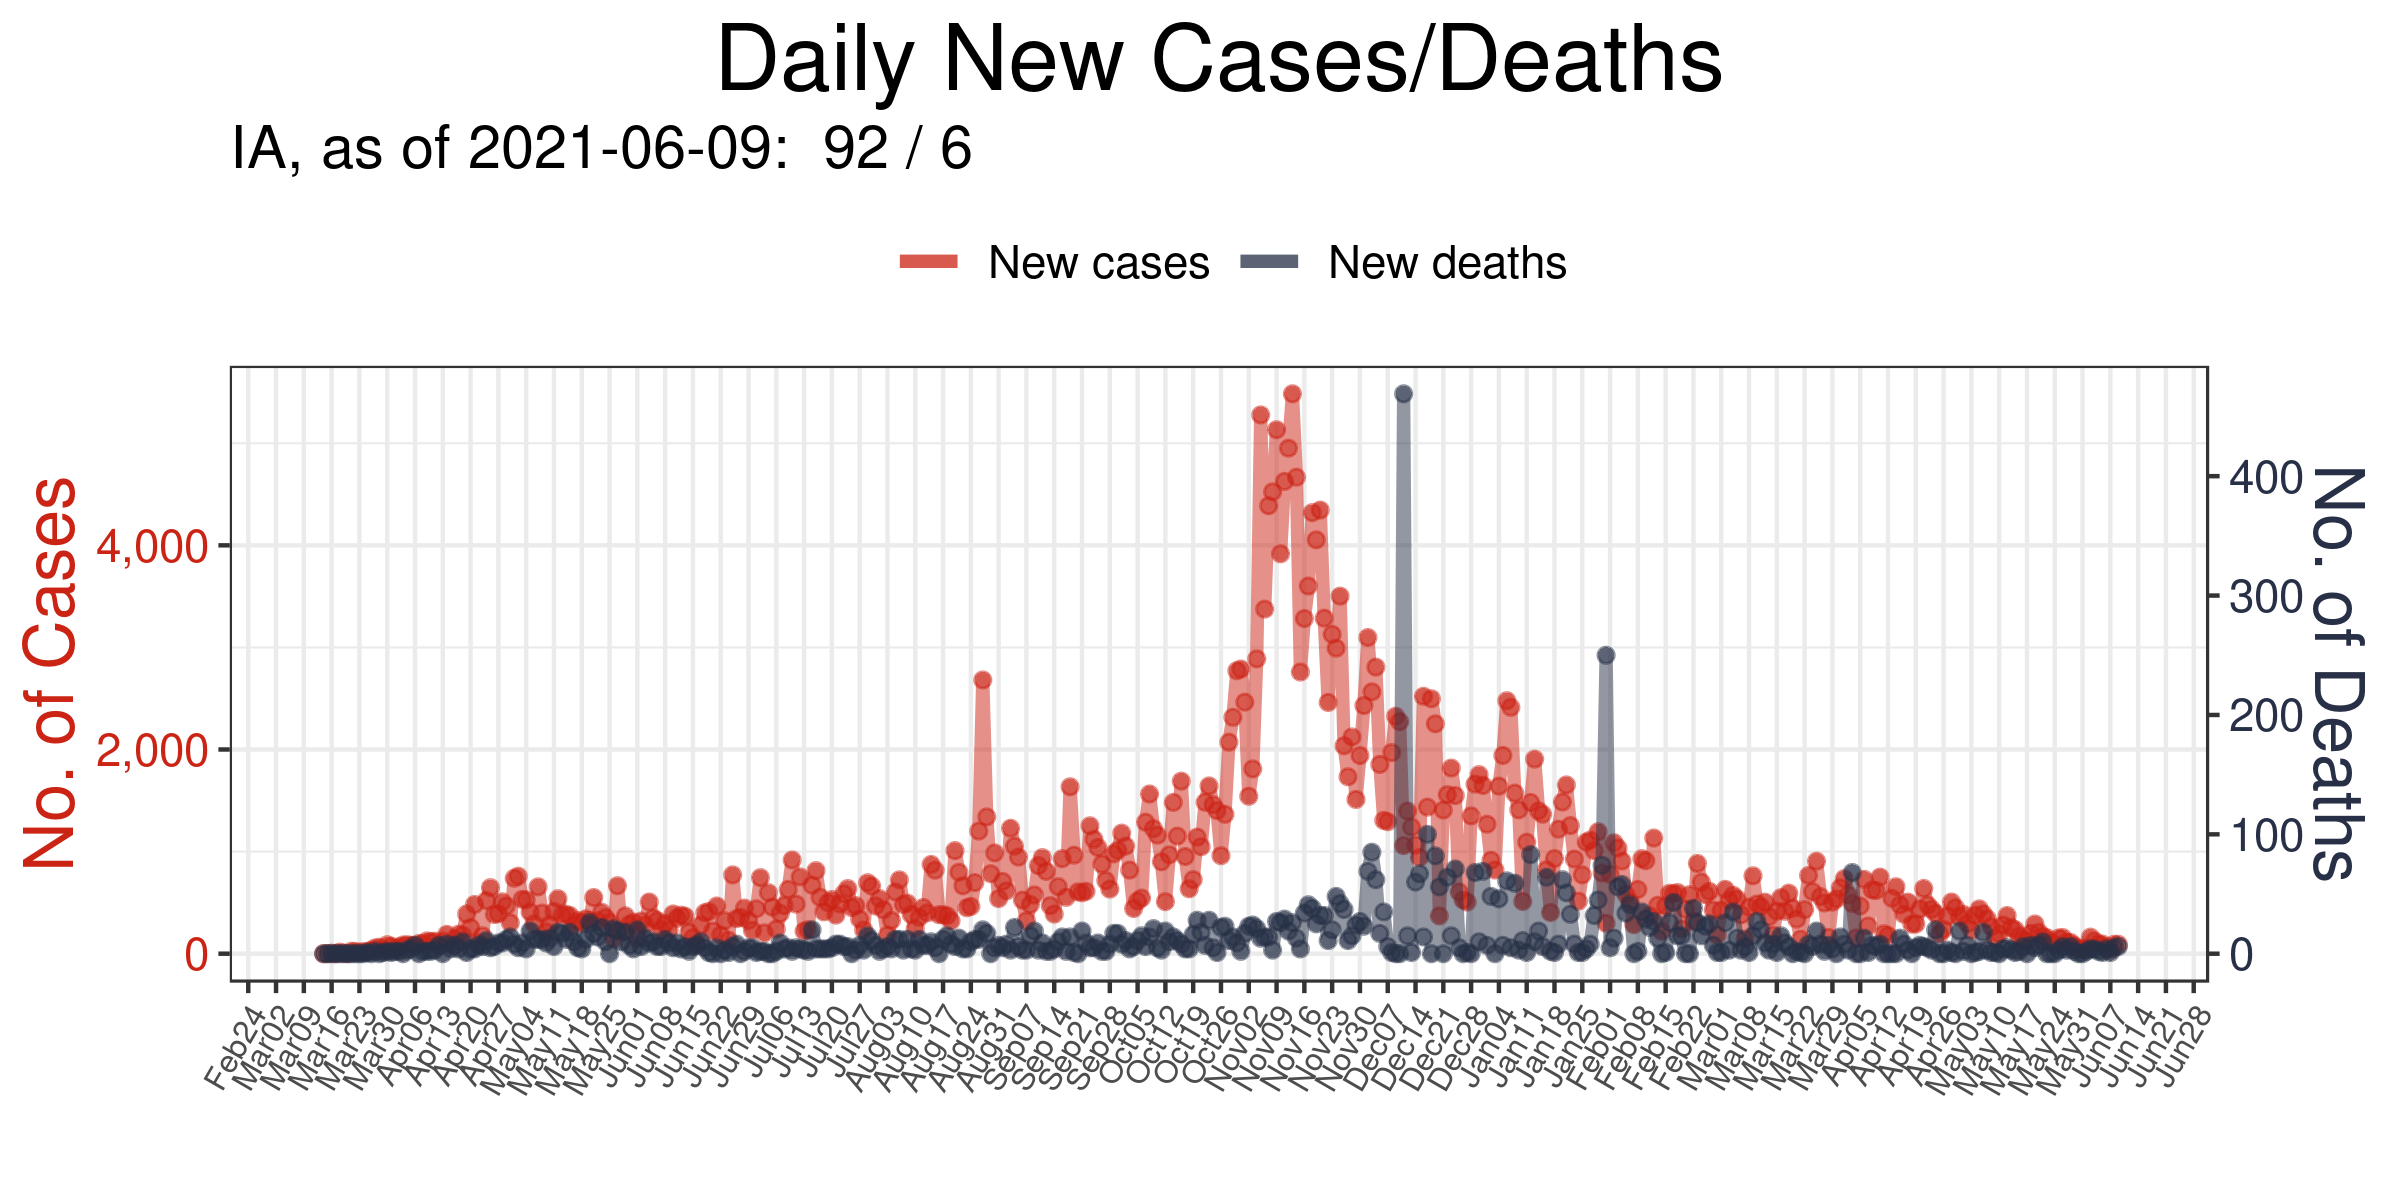 Daily New Cases/Deaths
IA, as of 2021-06-09:  92 / 6
New cases
New deaths
No. of Cases
4,000
2,000
0
400
300
200
100
0
No. of Deaths
Feb24
Mar02
Mar09
Mar16
Mar23
Mar30
Apr06
Apr13
Apr20
Apr27
May04
May11
May18
May25
Jun01
Jun08
Jun15
Jun22
Jun29
Jul06
Jul13
Jul20
Jul27
Aug03
Aug10
Aug17
Aug24
Aug31
Sep07
Sep14
Sep21
Sep28
Oct05
Oct12
Oct19
Oct26
Nov02
Nov09
Nov16
Nov23
Nov30
Dec07
Dec14
Dec21
Dec28
Jan04
Jan11
Jan18
Jan25
Feb01
Feb08
Feb15
Feb22
Mar01
Mar08
Mar15
Mar22
Mar29
Apr05
Apr12
Apr19
Apr26
May03
May10
May17
May24
May31
Jun07
Jun14
Jun21
Jun28